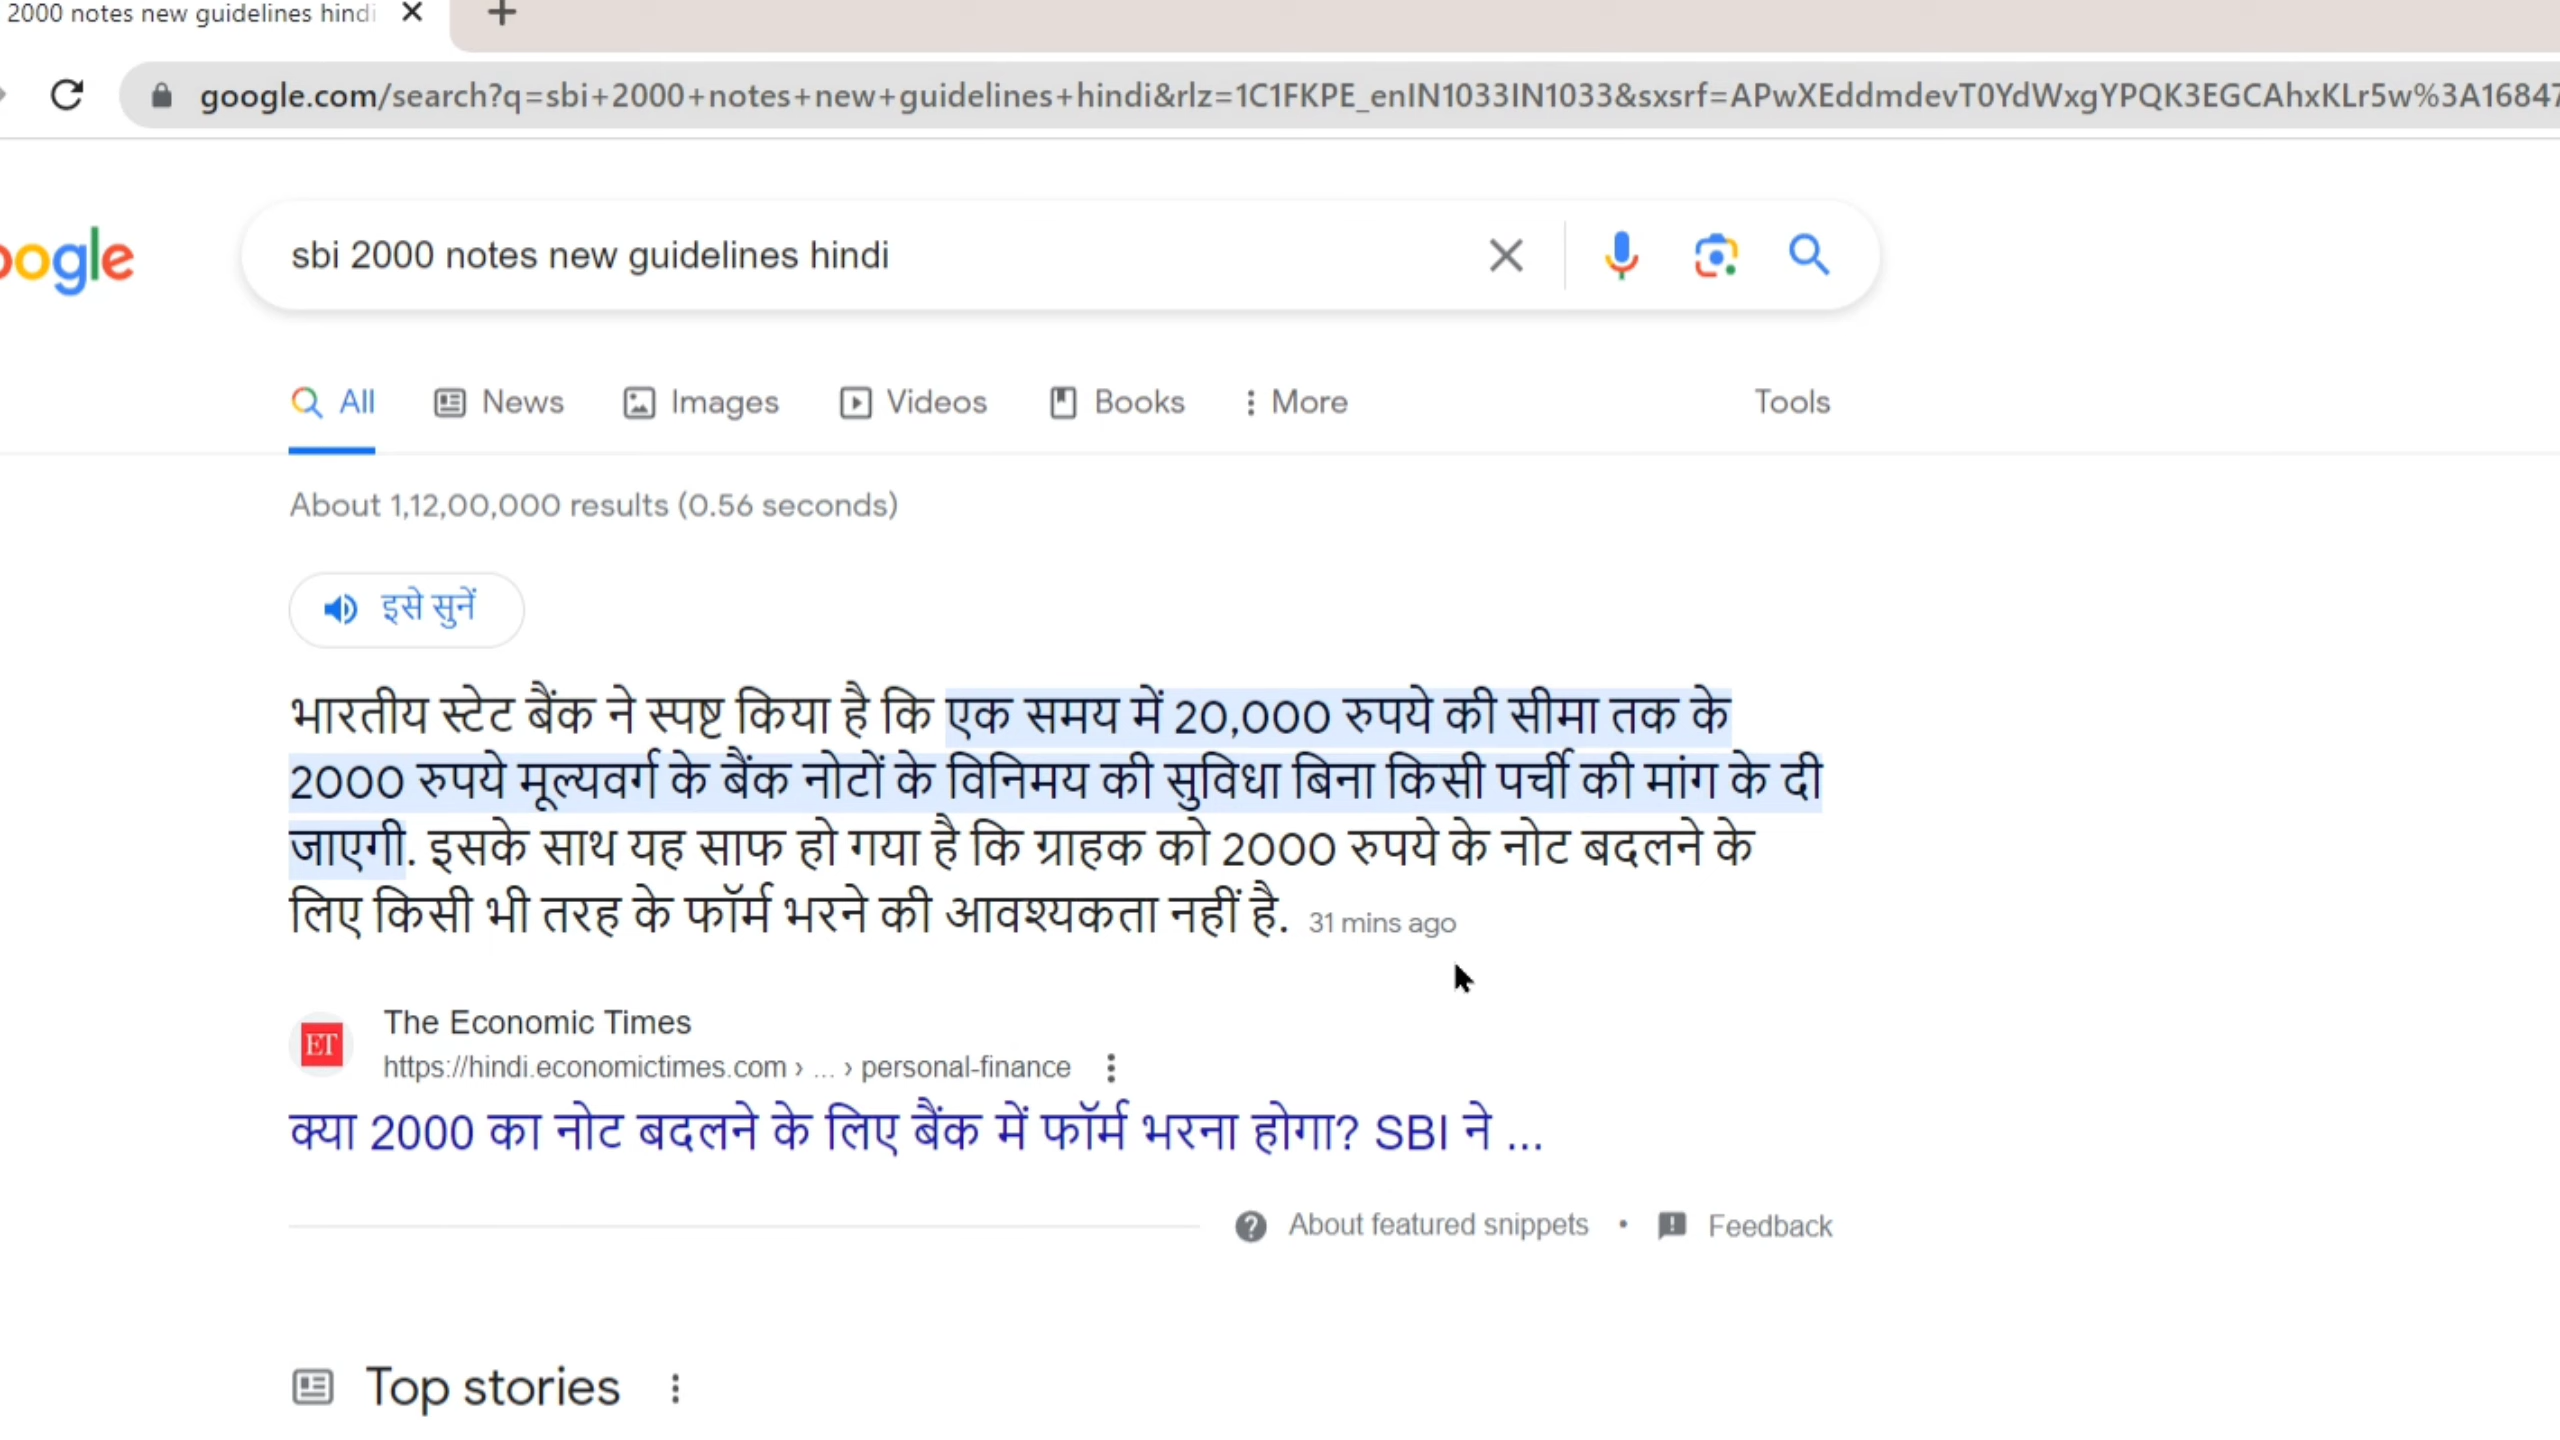 2000 notes new guidelines hindi
google.com/search?q=sbi+2000+notes+new+guidelines+hindi&rlz=1C1FKPE_enIN1033IN1033&sxsrf=APwXEddmdevT0YdWxgYPQK3EGCAhxKLr5w%3A16847
ogle
sbi 2000 notes new guidelines hindi
All News Images Videos Books More Tools
About 1,12,00,000 results (0.56 seconds)
इसे सुनें
भारतीय स्टेट बैंक ने स्पष्ट किया है कि एक समय में 20,000 रुपये की सीमा तक के
2000 रुपये मूल्यवर्ग के बैंक नोटों के विनिमय की सुविधा बिना किसी पर्ची की मांग के दी
जाएगी. इसके साथ यह साफ हो गया है कि ग्राहक को 2000 रुपये के नोट बदलने के
लिए किसी भी तरह के फॉर्म भरने की आवश्यकता नहीं है. 31 mins ago
ET The Economic Times
https://hindi.economictimes.com › ... › personal-finance
क्या 2000 का नोट बदलने के लिए बैंक में फॉर्म भरना होगा? SBI ने ...
About featured snippets • Feedback
Top stories